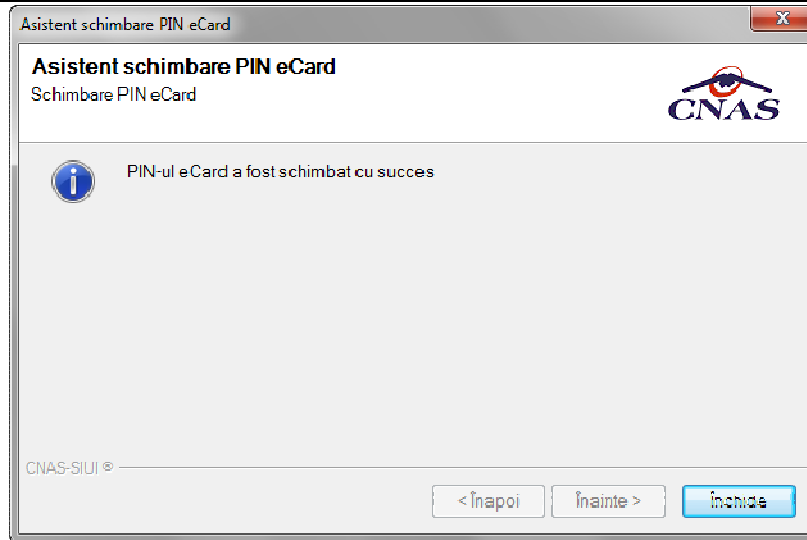 Asistent schimbare PIN eCard
Asistent schimbare PIN eCard
Schimbare PIN eCard
CNAS
PIN-ul eCard a fost schimbat cu succes
CNAS-SIUI ®
< Înapoi
Înainte >
Închide